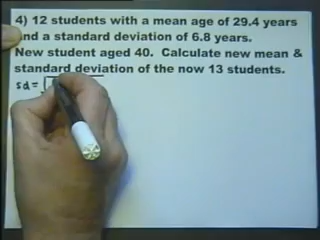 4) 12 students with a mean age of 29.4 years
and a standard deviation of 6.8 years.
New student aged 40. Calculate new mean &
standard deviation of the now 13 students.
sd=